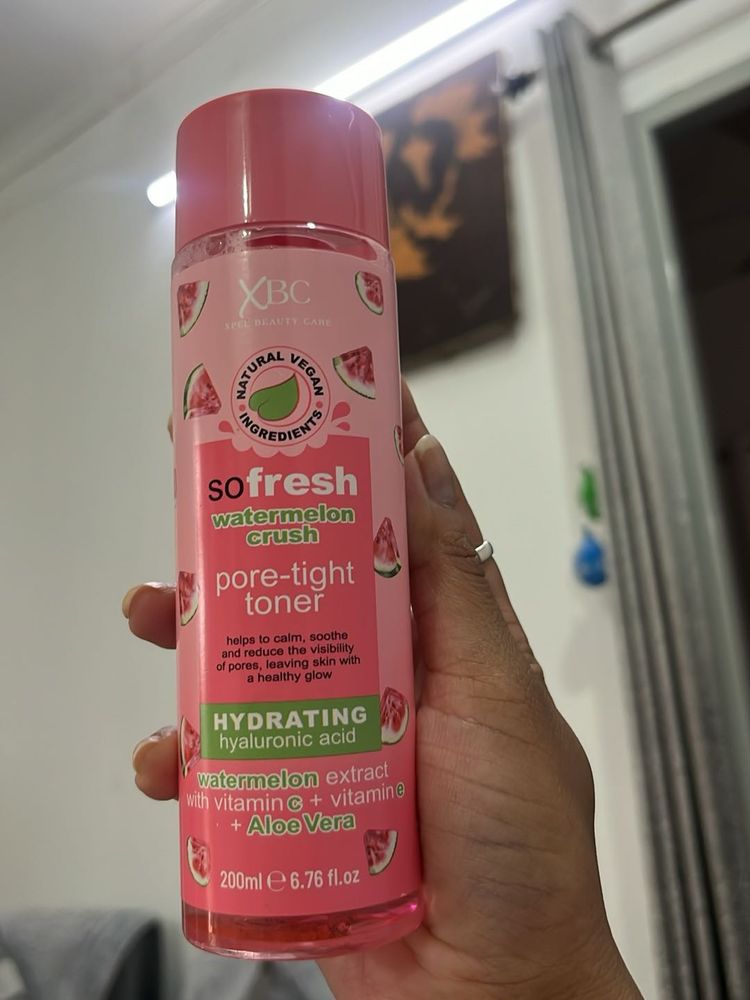 XBC
XPEL BEAUTY CARE
NATURAL VEGAN
INGREDIENTS
sofresh
watermelon
crush
pore-tight
toner
helps to calm, soothe
and reduce the visibility
of pores, leaving skin with
a healthy glow
HYDRATING
hyaluronic acid
watermelon extract
with vitamin c + vitamin e
+ Aloe Vera
200ml ℮ 6.76 fl.oz